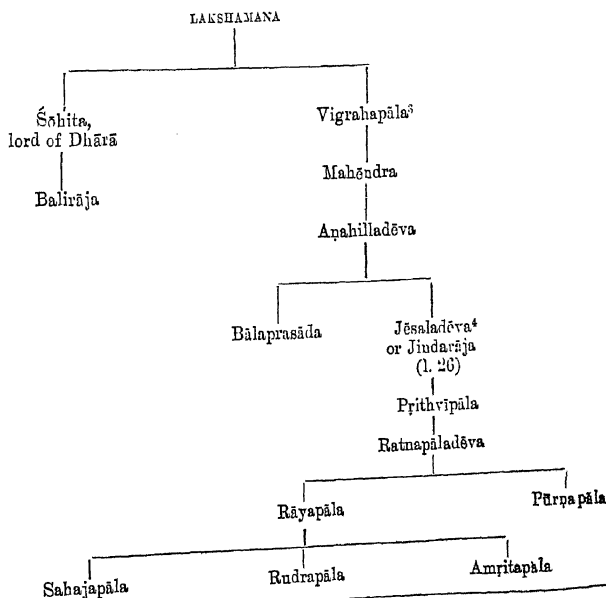 LAKSHAMANA
Śōhita,
lord of Dhārā
Vigrahapāla³
Mahēndra
Balirāja
Aṇahilladēva
Bālaprasāda
Jēsaladēva⁴
or Jindarāja
(l. 26)
Pṛithvīpāla
Ratnapāladēva
Rāyapāla
Pūrṇapāla
Sahajapāla
Rudrapāla
Amṛitapāla